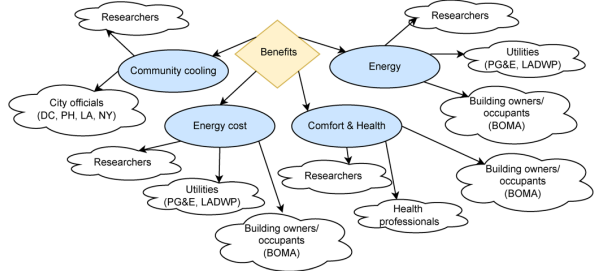 Researchers
Benefits
Researchers
Community cooling
Energy
Utilities
(PG&E, LADWP)
City officials
(DC, PH, LA, NY)
Building owners/
occupants
(BOMA)
Energy cost
Comfort & Health
Researchers
Researchers
Building owners/
occupants
(BOMA)
Utilities
(PG&E, LADWP)
Health
professionals
Building owners/
occupants
(BOMA)